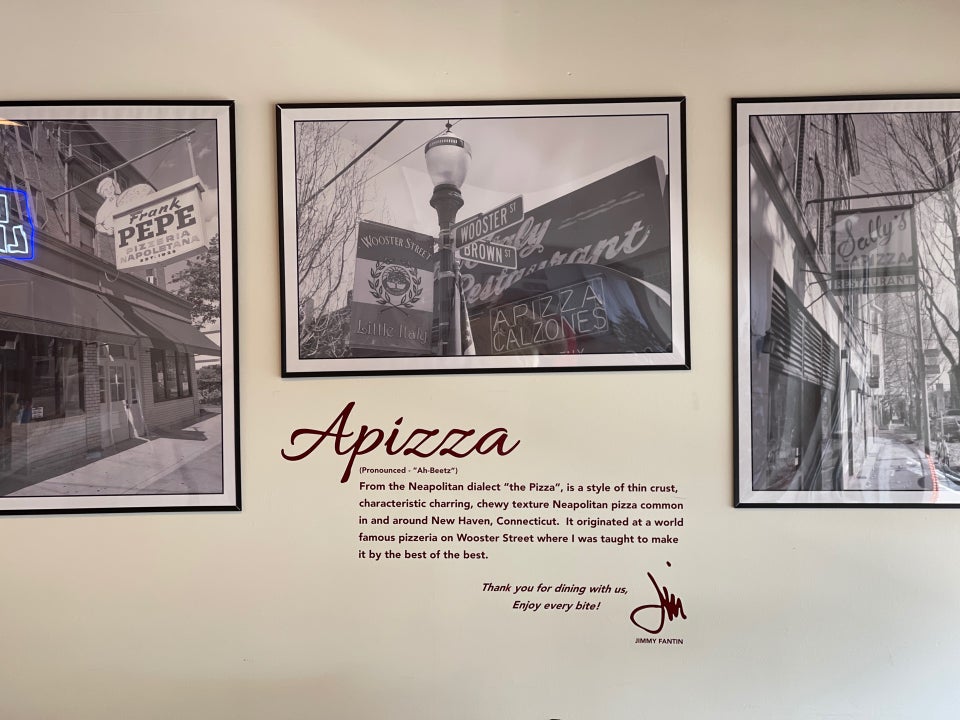 Frank
PEPE
PIZZERIA
NAPOLETANA
EST. 1925
WOOSTER STREET
Little Italy
WOOSTER ST
BROWN ST
Restaurant
APIZZA
CALZONES
Sally's
APIZZA
RESTAURANT
Apizza
(Pronounced - "Ah-Beetz")
From the Neapolitan dialect "the Pizza", is a style of thin crust,
characteristic charring, chewy texture Neapolitan pizza common
in and around New Haven, Connecticut. It originated at a world
famous pizzeria on Wooster Street where I was taught to make
it by the best of the best.
Thank you for dining with us,
Enjoy every bite!
Jim
JIMMY FANTIN